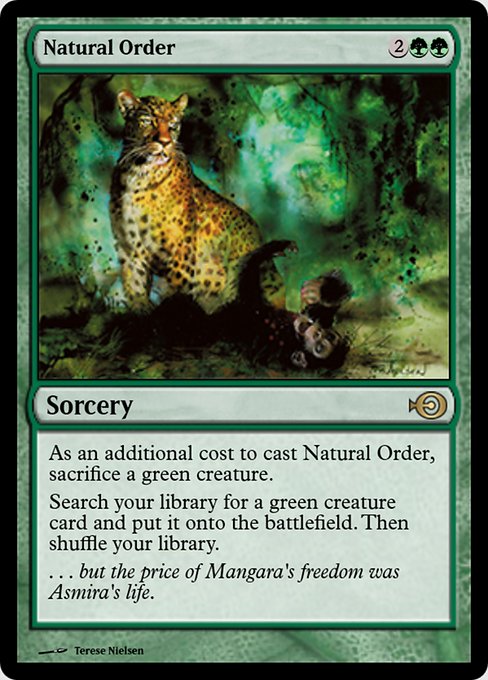 Natural Order 2
Sorcery
As an additional cost to cast Natural Order,
sacrifice a green creature.
Search your library for a green creature
card and put it onto the battlefield. Then
shuffle your library.
. . . but the price of Mangara's freedom was
Asmira's life.
Terese Nielsen